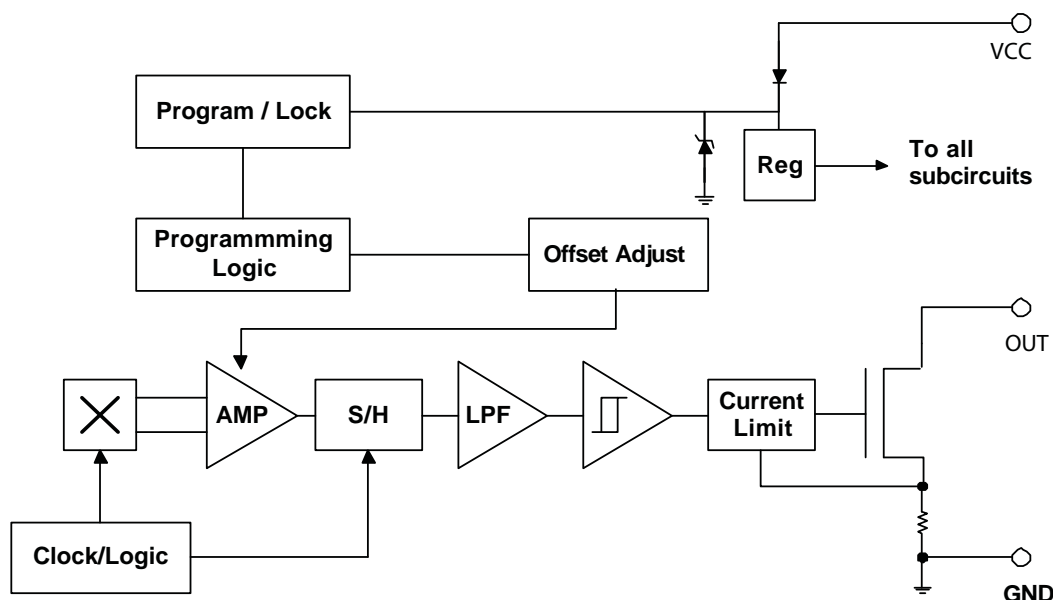 VCC
Program / Lock
Reg
To all
subcircuits
Programmming
Logic
Offset Adjust
OUT
AMP
S/H
LPF
Current
Limit
Clock/Logic
GND